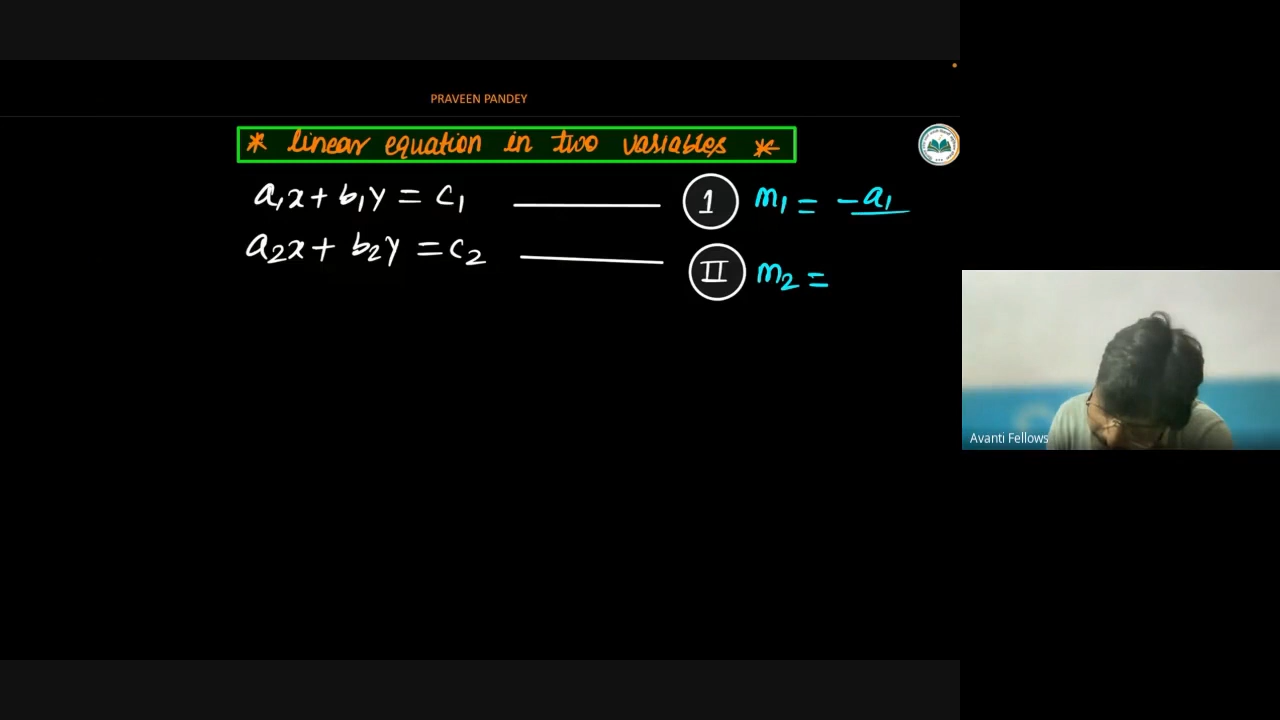 PRAVEEN PANDEY
* linear equation in two variables *
a₁x + b₁y = c₁ ———— 1 m₁ = -a₁
a₂x + b₂y = c₂ ———— II m₂ =
Avanti Fellows